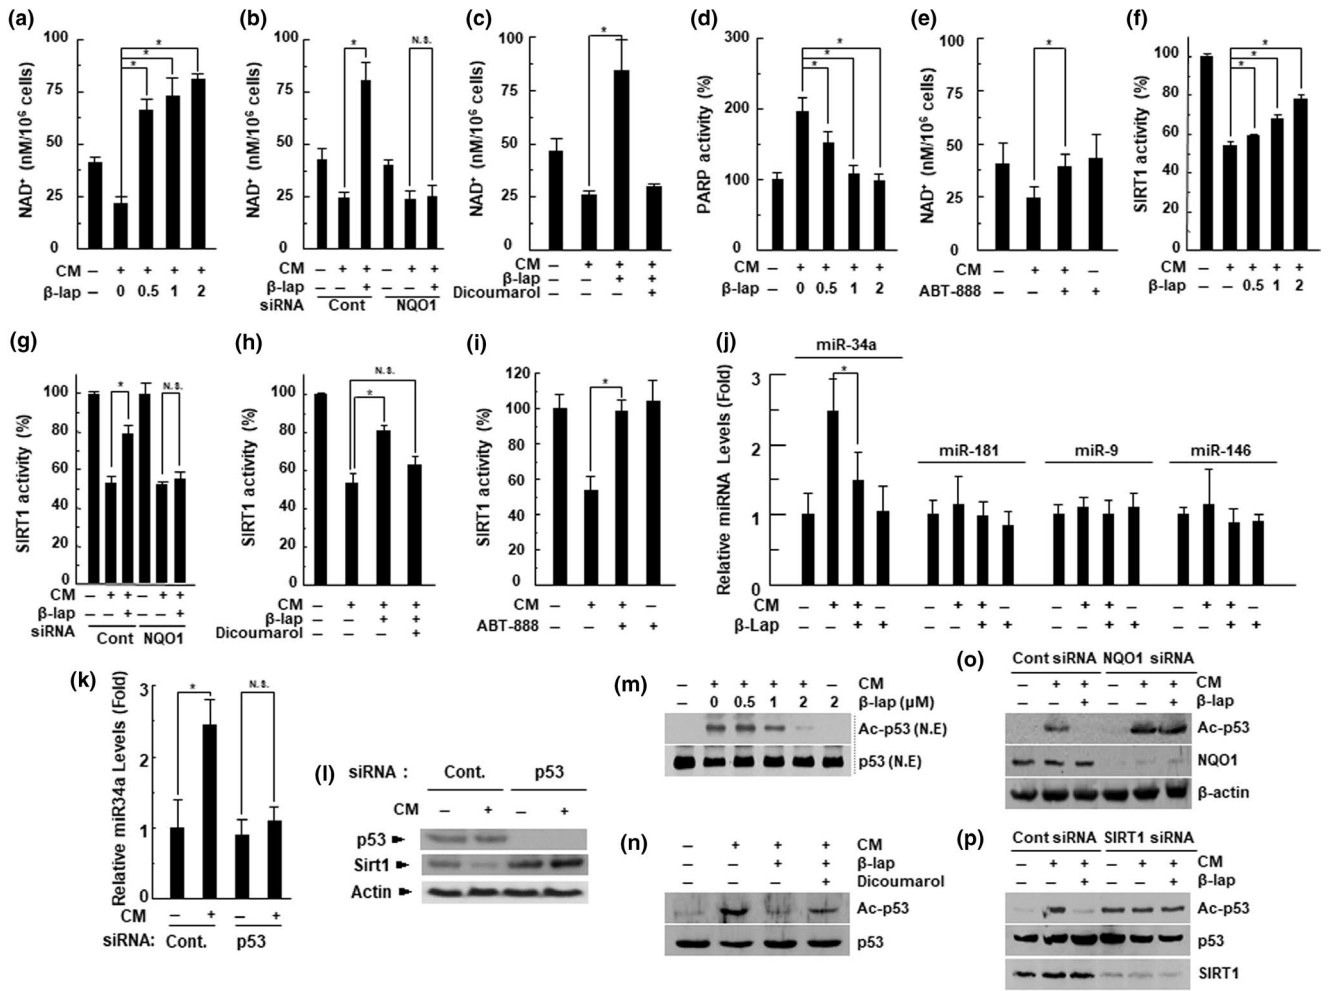 (a)
NAD⁺ (nM/10⁶ cells)
100
75
50
25
0
*
*
*
CM – + + + +
β-lap – 0 0.5 1 2
(b)
NAD⁺ (nM/10⁶ cells)
100
75
50
25
0
* N.S.
CM – + + – + +
β-lap – – + – – +
siRNA Cont NQO1
(c)
NAD⁺ (nM/10⁶ cells)
100
75
50
25
0
*
CM – + + +
β-lap – – + +
Dicoumarol – – – +
(d)
PARP activity (%)
300
200
100
0
*
*
*
CM – + + + +
β-lap – 0 0.5 1 2
(e)
NAD⁺ (nM/10⁶ cells)
100
75
50
25
0
*
CM – + + –
ABT-888 – – + +
(f)
SIRT1 activity (%)
100
80
60
40
20
0
*
*
*
CM – + + + +
β-lap – – 0.5 1 2
(g)
SIRT1 activity (%)
100
80
60
40
20
0
* N.S.
CM – + + – + +
β-lap – – + – – +
siRNA Cont NQO1
(h)
SIRT1 activity (%)
100
80
60
40
20
0
N.S.
*
CM – + + +
β-lap – – + +
Dicoumarol – – – +
(i)
SIRT1 activity (%)
120
100
80
60
40
20
0
*
CM – + + –
ABT-888 – – + +
(j)
Relative miRNA Levels (Fold)
3
2
1
0
miR-34a
*
miR-181 miR-9 miR-146
CM – + + – – + + – – + + – – + + –
β-Lap – – + + – – + + – – + + – – + +
(k)
Relative miR34a Levels (Fold)
3
2
1
0
* N.S.
CM – + – +
siRNA: Cont. p53
(l)
siRNA : Cont. p53
CM – + – +
p53
Sirt1
Actin
(m)
– + + + + – CM
– 0 0.5 1 2 2 β-lap (μM)
Ac-p53 (N.E)
p53 (N.E)
(n)
– + + + CM
– – + + β-lap
– – – + Dicoumarol
Ac-p53
p53
(o)
Cont siRNA NQO1 siRNA
– + + – + + CM
– – + – – + β-lap
Ac-p53
NQO1
β-actin
(p)
Cont siRNA SIRT1 siRNA
– + + – + + CM
– – + – – + β-lap
Ac-p53
p53
SIRT1